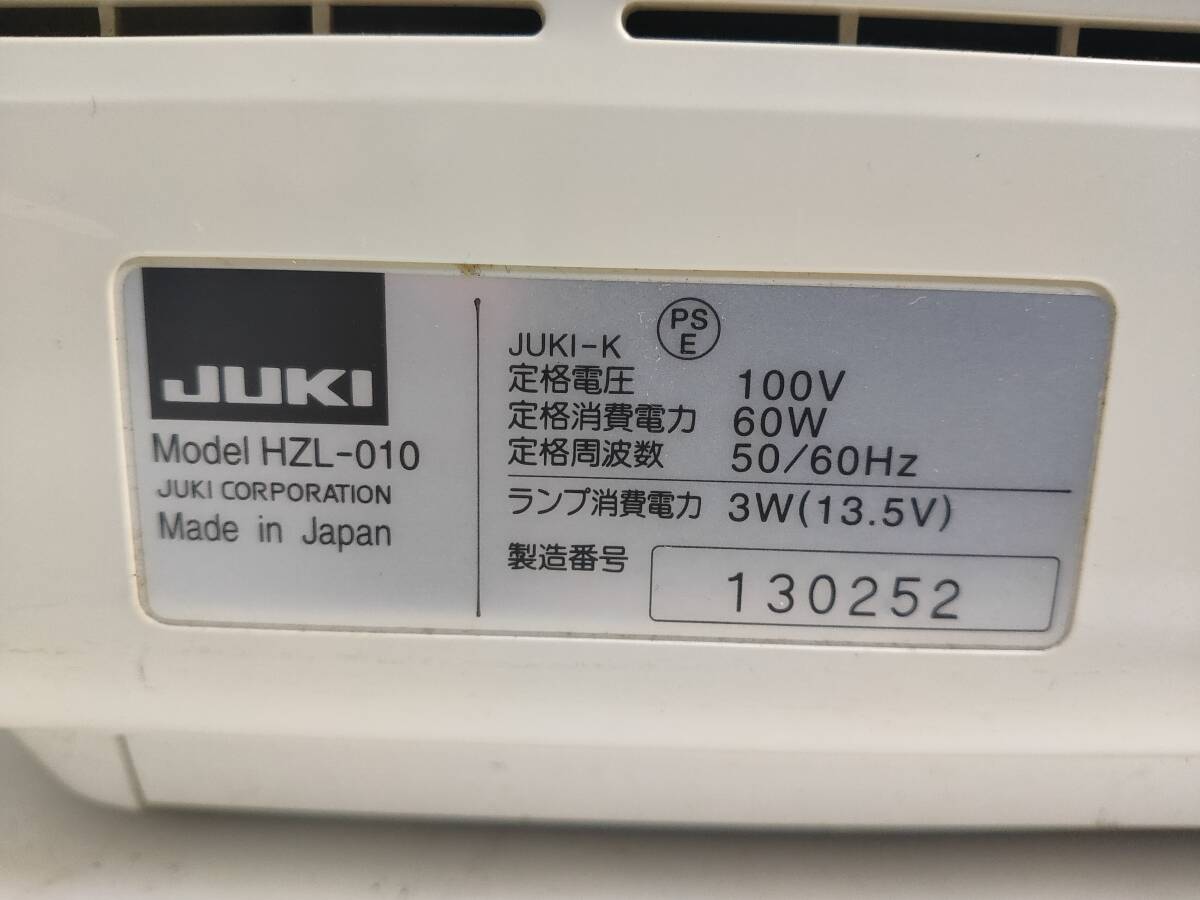 JUKI
Model HZL-010
JUKI CORPORATION
Made in Japan
JUKI-K PS E
定格電圧 100V
定格消費電力 60W
定格周波数 50/60Hz
ランプ消費電力 3W(13.5V)
製造番号 130252